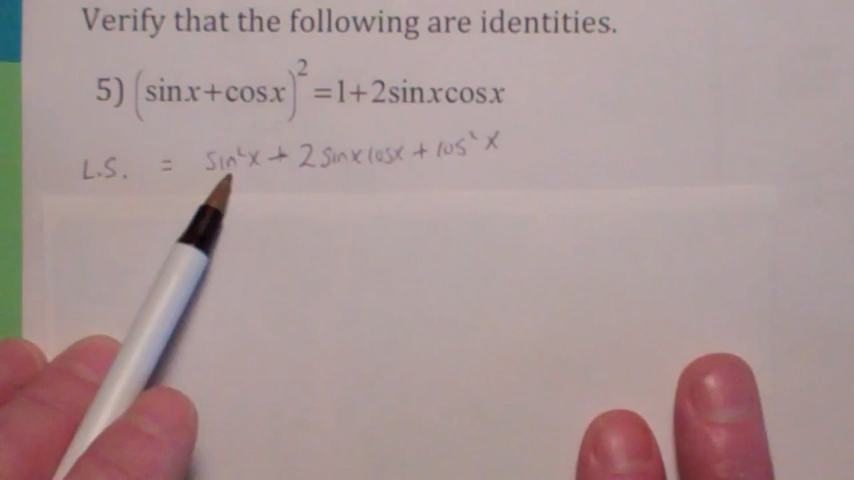 Verify that the following are identities.
5) (sinx+cosx)²=1+2sinxcosx
L.S. = sin²x + 2 sinx cosx + cos²x